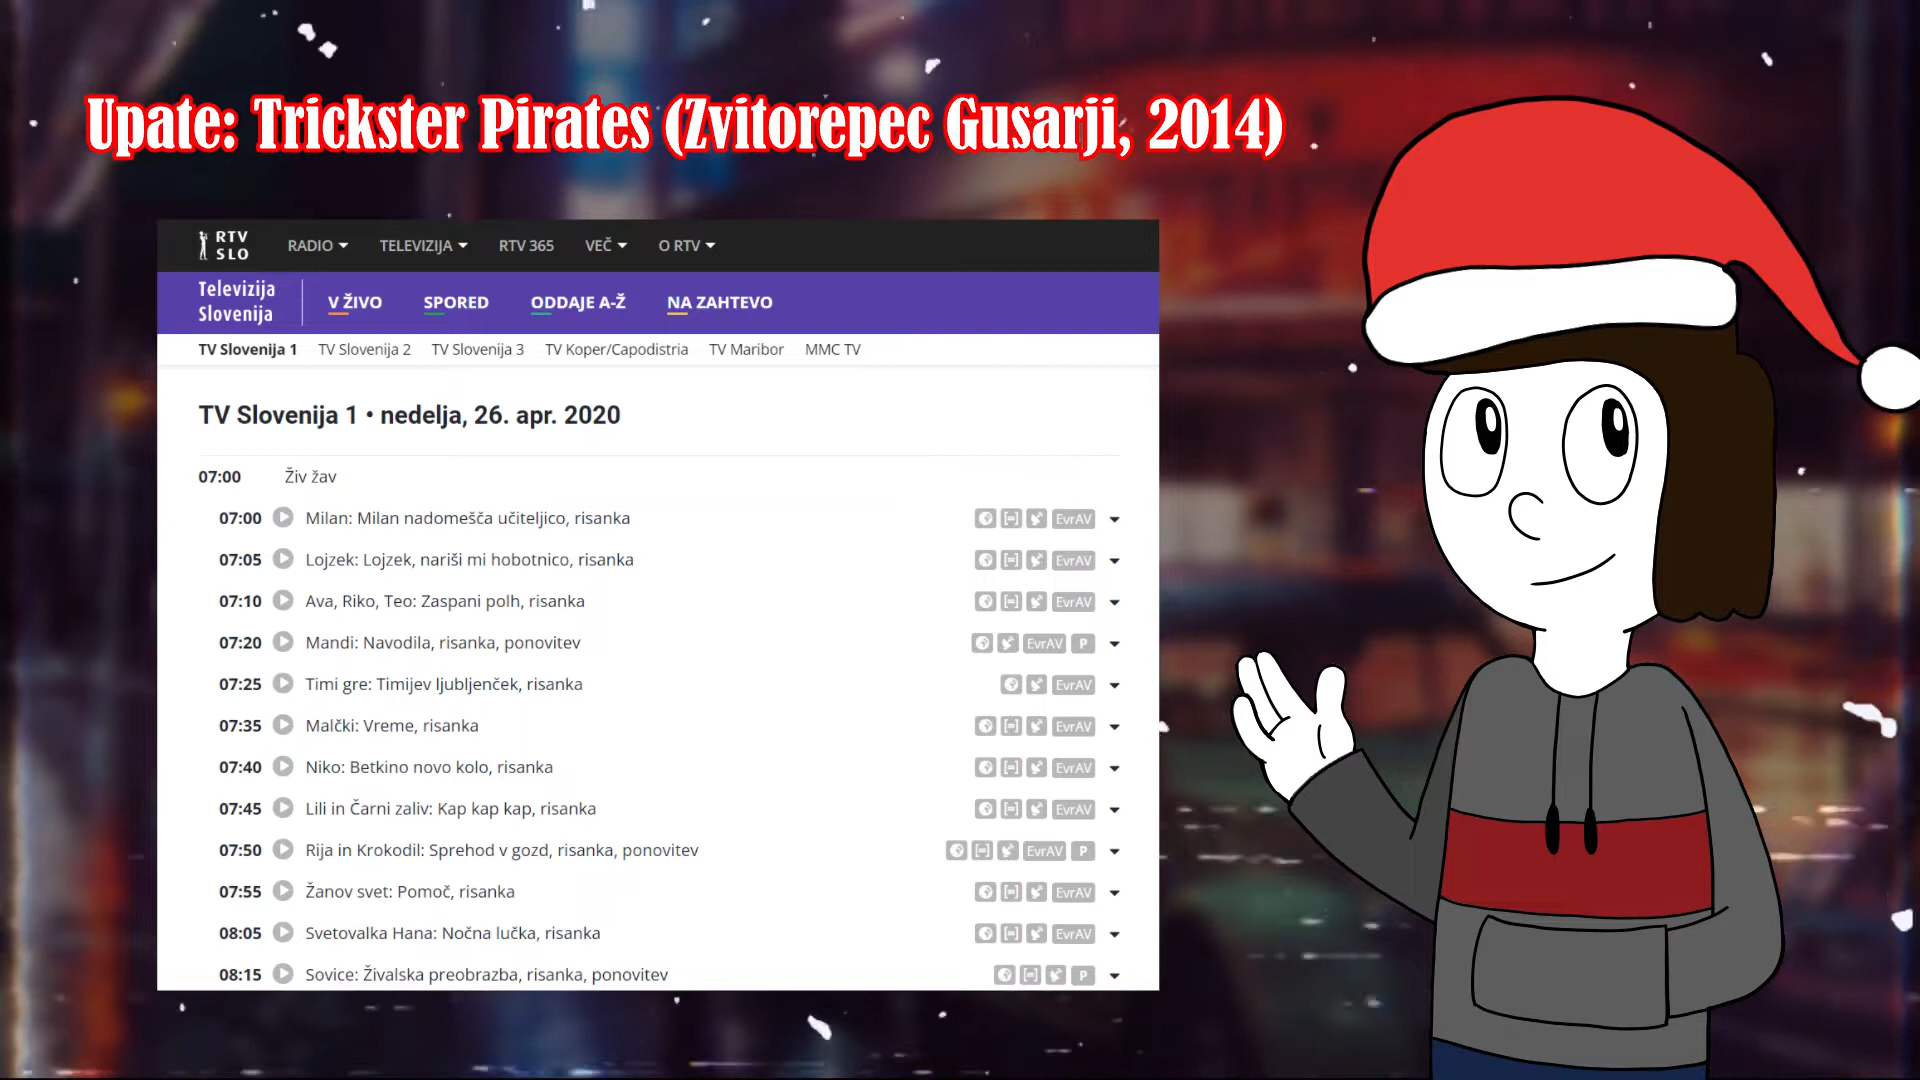 Upate: Trickster Pirates (Zvitorepec Gusarji, 2014)
RTV SLO RADIO TELEVIZIJA RTV 365 VEČ O RTV
Televizija Slovenija V ŽIVO SPORED ODDAJE A-Ž NA ZAHTEVO
TV Slovenija 1 TV Slovenija 2 TV Slovenija 3 TV Koper/Capodistria TV Maribor MMC TV
TV Slovenija 1 • nedelja, 26. apr. 2020
07:00 Živ žav
07:00 Milan: Milan nadomešča učiteljico, risanka EvrAV
07:05 Lojzek: Lojzek, nariši mi hobotnico, risanka EvrAV
07:10 Ava, Riko, Teo: Zaspani polh, risanka EvrAV
07:20 Mandi: Navodila, risanka, ponovitev EvrAV P
07:25 Timi gre: Timijev ljubljenček, risanka EvrAV
07:35 Malčki: Vreme, risanka EvrAV
07:40 Niko: Betkino novo kolo, risanka EvrAV
07:45 Lili in Čarni zaliv: Kap kap kap, risanka EvrAV
07:50 Rija in Krokodil: Sprehod v gozd, risanka, ponovitev EvrAV P
07:55 Žanov svet: Pomoč, risanka EvrAV
08:05 Svetovalka Hana: Nočna lučka, risanka EvrAV
08:15 Sovice: Živalska preobrazba, risanka, ponovitev P